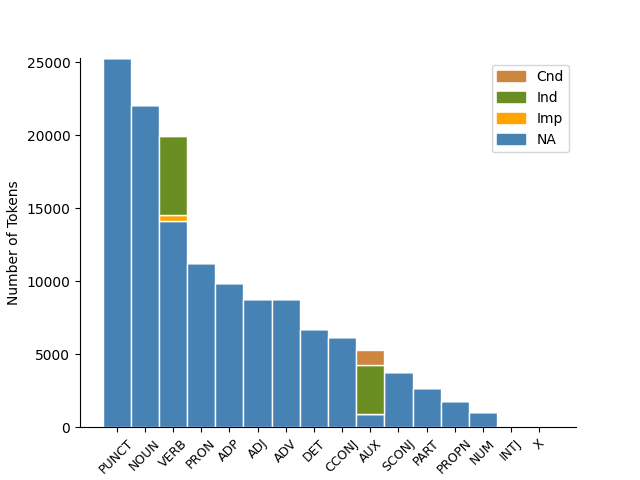 25000
20000
15000
10000
5000
0
Number of Tokens
Cnd
Ind
Imp
NA
PUNCT
NOUN
VERB
PRON
ADP
ADJ
ADV
DET
CCONJ
AUX
SCONJ
PART
PROPN
NUM
INTJ
X